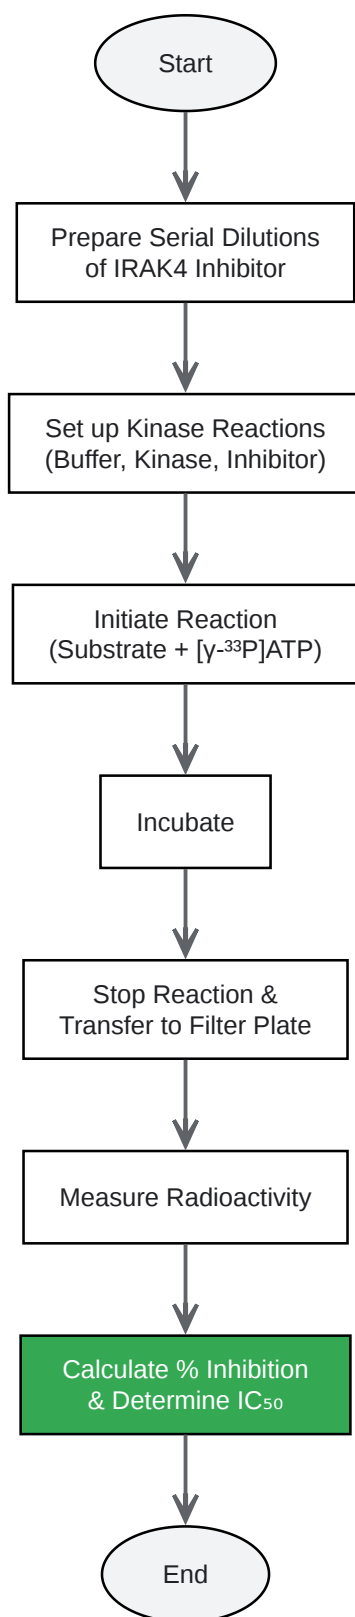 Start
Prepare Serial Dilutions
of IRAK4 Inhibitor
Set up Kinase Reactions
(Buffer, Kinase, Inhibitor)
Initiate Reaction
(Substrate + [γ-³³P]ATP)
Incubate
Stop Reaction &
Transfer to Filter Plate
Measure Radioactivity
Calculate % Inhibition
& Determine IC₅₀
End